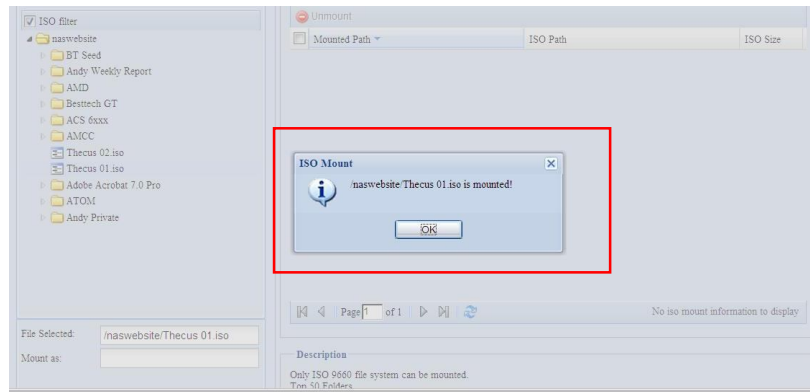 ISO filter
naswebsite
BT Seed
Andy Weekly Report
AMD
Besttech GT
ACS 6xxx
AMCC
Thecus 02.iso
Thecus 01.iso
Adobe Acrobat 7.0 Pro
ATOM
Andy Private
File Selected: /naswebsite/Thecus 01.iso
Mount as:
Unmount
Mounted Path ISO Path ISO Size
ISO Mount
/naswebsite/Thecus 01.iso is mounted!
OK
Page 1 of 1 No iso mount information to display
Description
Only ISO 9660 file system can be mounted.
Top 50 Folders